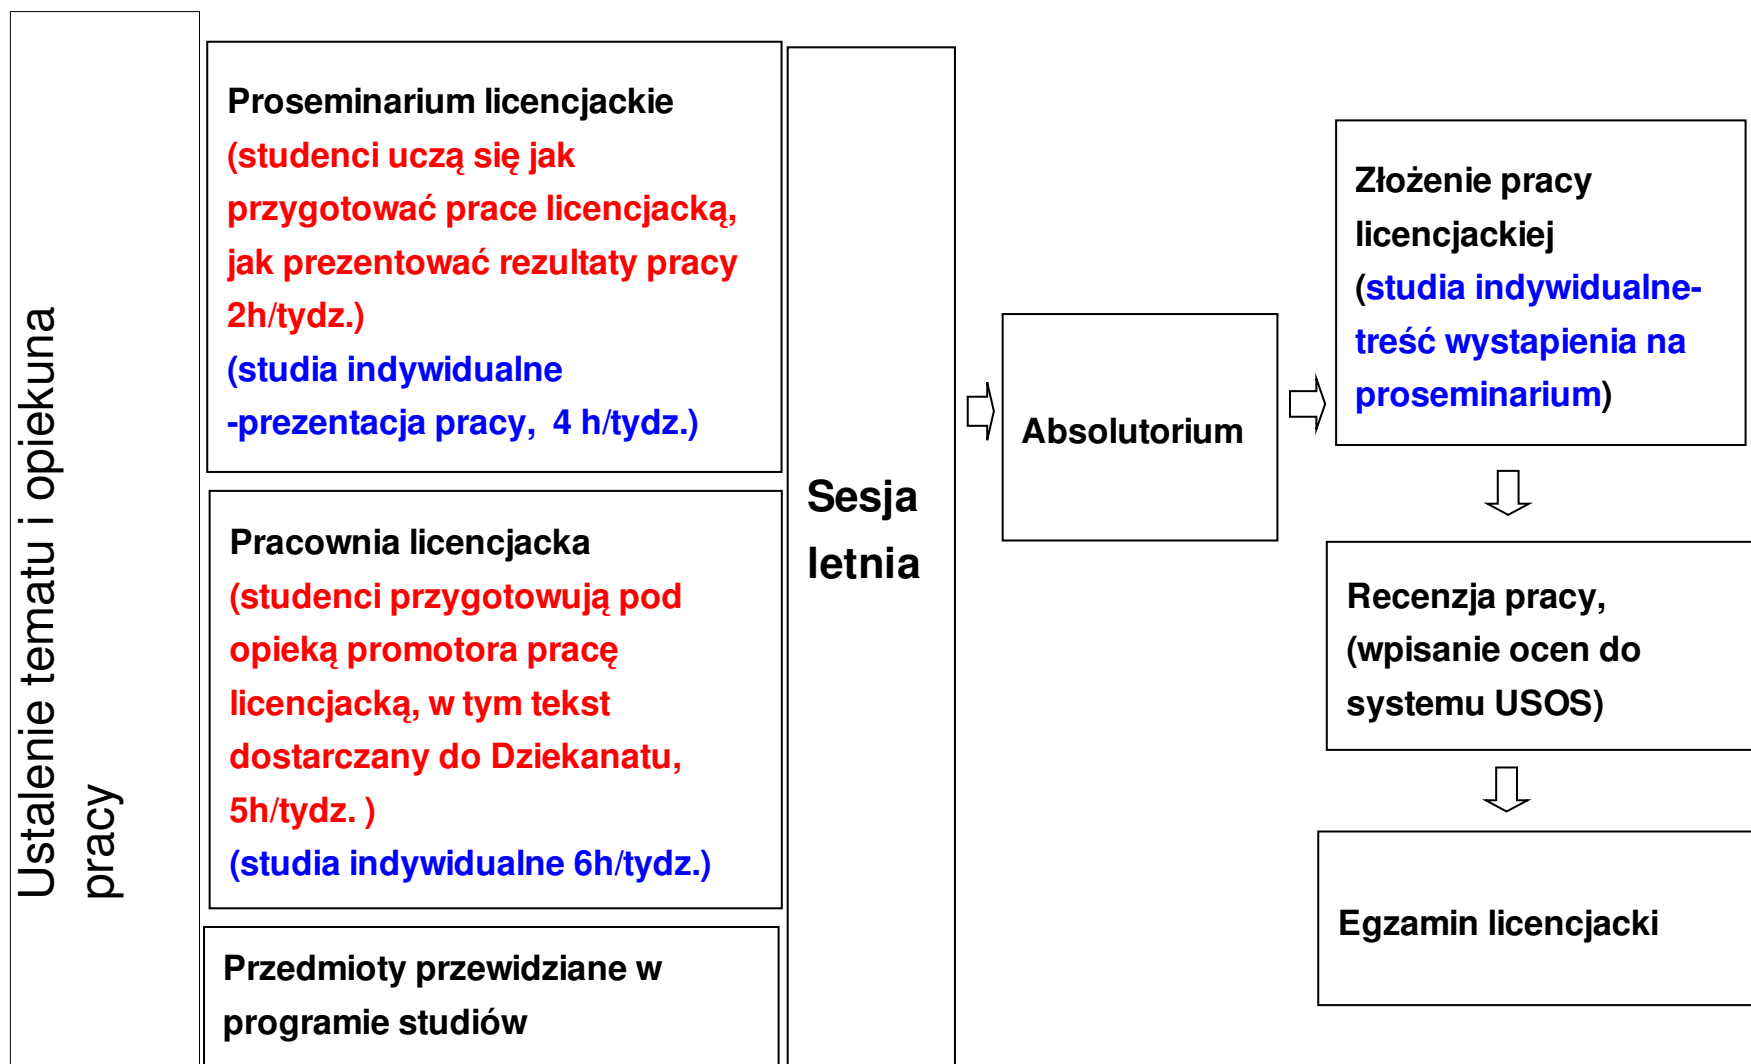 Ustalenie tematu i opiekuna
pracy
Proseminarium licencjackie
(studenci uczą się jak
przygotować prace licencjacką,
jak prezentować rezultaty pracy
2h/tydz.)
(studia indywidualne
-prezentacja pracy,  4 h/tydz.)
Pracownia licencjacka
(studenci przygotowują pod
opieką promotora pracę
licencjacką, w tym tekst
dostarczany do Dziekanatu,
5h/tydz. )
(studia indywidualne 6h/tydz.)
Przedmioty przewidziane w
programie studiów
Sesja
letnia
Absolutorium
Złożenie pracy
licencjackiej
(studia indywidualne-
treść wystapienia na
proseminarium)
Recenzja pracy,
(wpisanie ocen do
systemu USOS)
Egzamin licencjacki